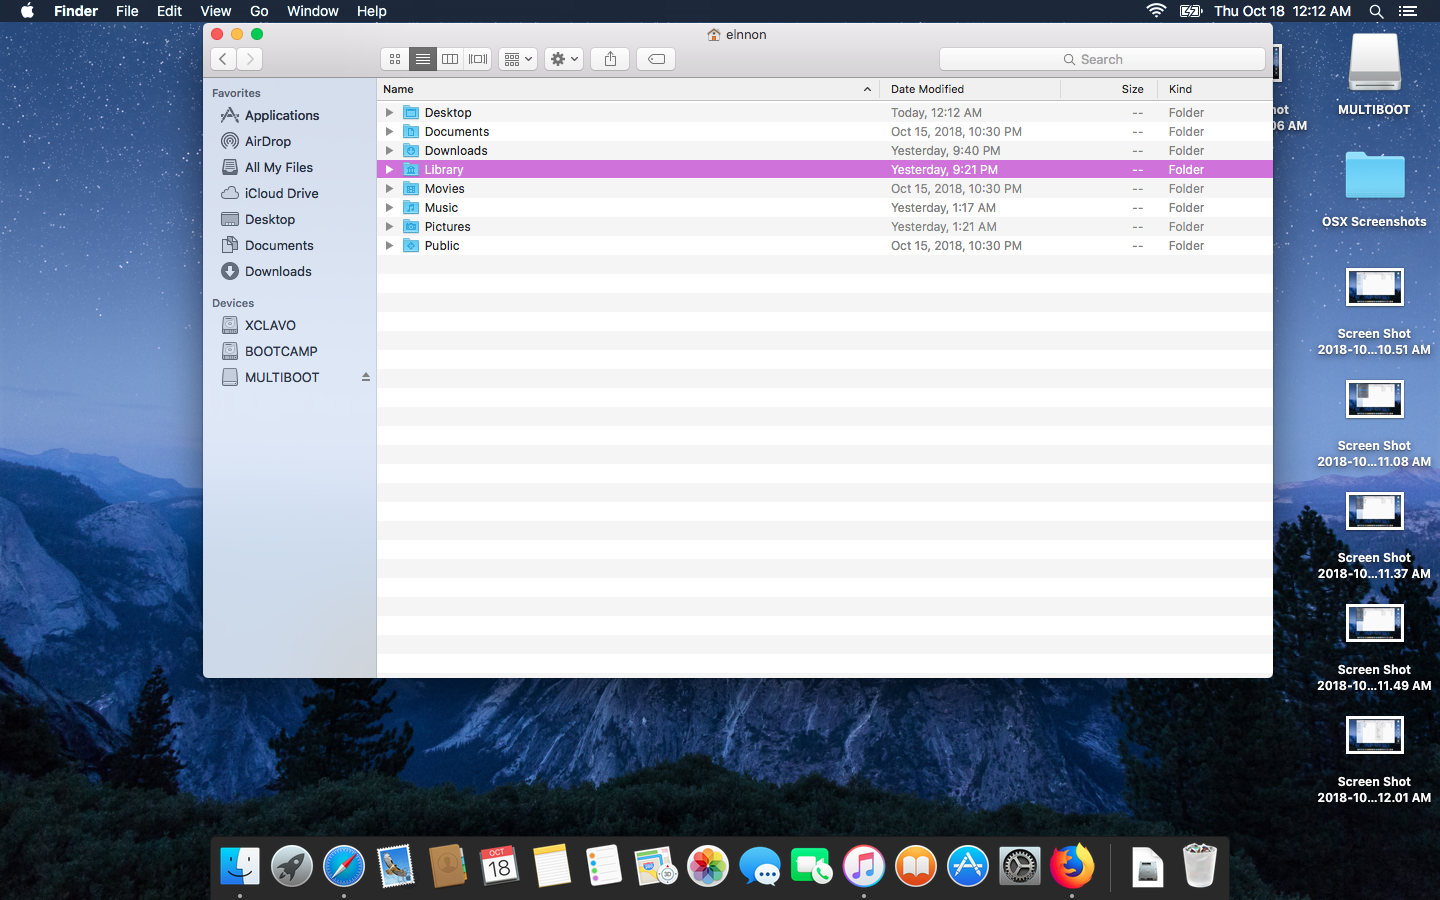 Finder File Edit View Go Window Help
Thu Oct 18 12:12 AM
elnnon
Search
Favorites
Applications
AirDrop
All My Files
iCloud Drive
Desktop
Documents
Downloads
Devices
XCLAVO
BOOTCAMP
MULTIBOOT
Name Date Modified Size Kind
Desktop Today, 12:12 AM -- Folder
Documents Oct 15, 2018, 10:30 PM -- Folder
Downloads Yesterday, 9:40 PM -- Folder
Library Yesterday, 9:21 PM -- Folder
Movies Oct 15, 2018, 10:30 PM -- Folder
Music Yesterday, 1:17 AM -- Folder
Pictures Yesterday, 1:21 AM -- Folder
Public Oct 15, 2018, 10:30 PM -- Folder
MULTIBOOT
OSX Screenshots
Screen Shot
2018-10...10.51 AM
Screen Shot
2018-10...11.08 AM
Screen Shot
2018-10...11.37 AM
Screen Shot
2018-10...11.49 AM
Screen Shot
2018-10...12.01 AM
OCT
18